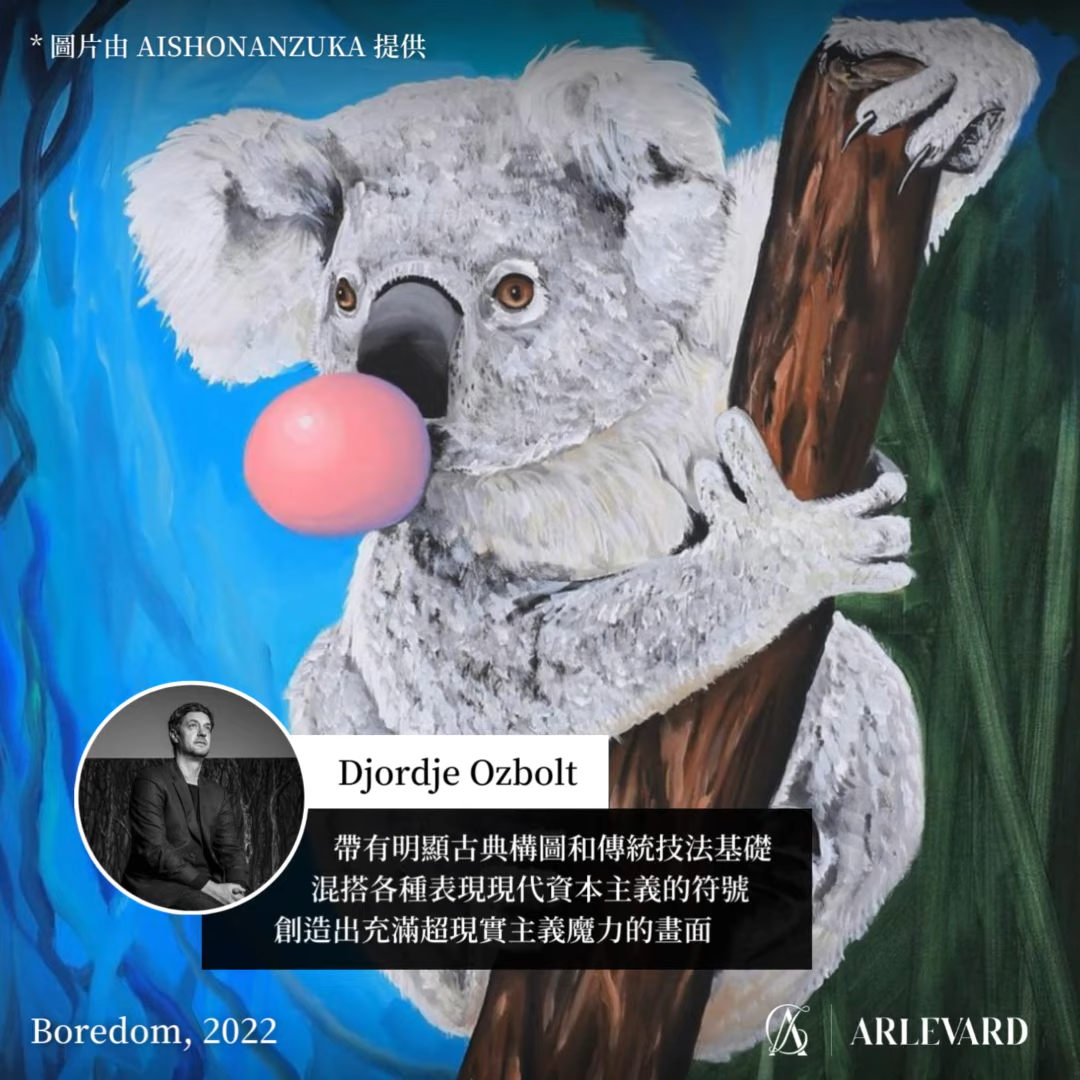 * 圖片由 AISHONANZUKA 提供
Djordje Ozbolt
帶有明顯古典構圖和傳統技法基礎
混搭各種表現現代資本主義的符號
創造出充滿超現實主義魔力的畫面
Boredom, 2022
ARLEVARD